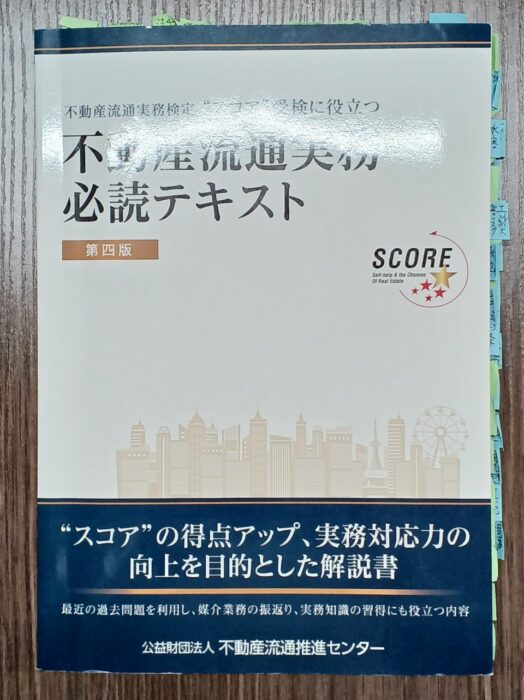 不動産流通実務検定 “スコア” 受検に役立つ
不動産流通実務
必読テキスト
第四版
SCORE
Self-help & the Chances
Of Real Estate
“スコア”の得点アップ、実務対応力の
向上を目的とした解説書
最近の過去問題を利用し、媒介業務の振返り、実務知識の習得にも役立つ内容
公益財団法人 不動産流通推進センター